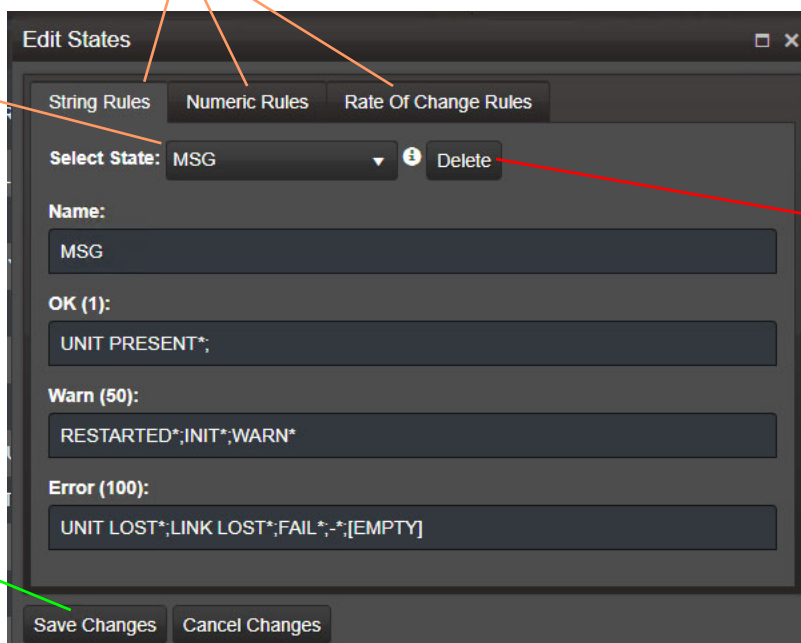 Edit States
String Rules Numeric Rules Rate Of Change Rules
Select State: MSG Delete
Name:
MSG
OK (1):
UNIT PRESENT*;
Warn (50):
RESTARTED*;INIT*;WARN*
Error (100):
UNIT LOST*;LINK LOST*;FAIL*;-*;[EMPTY]
Save Changes Cancel Changes